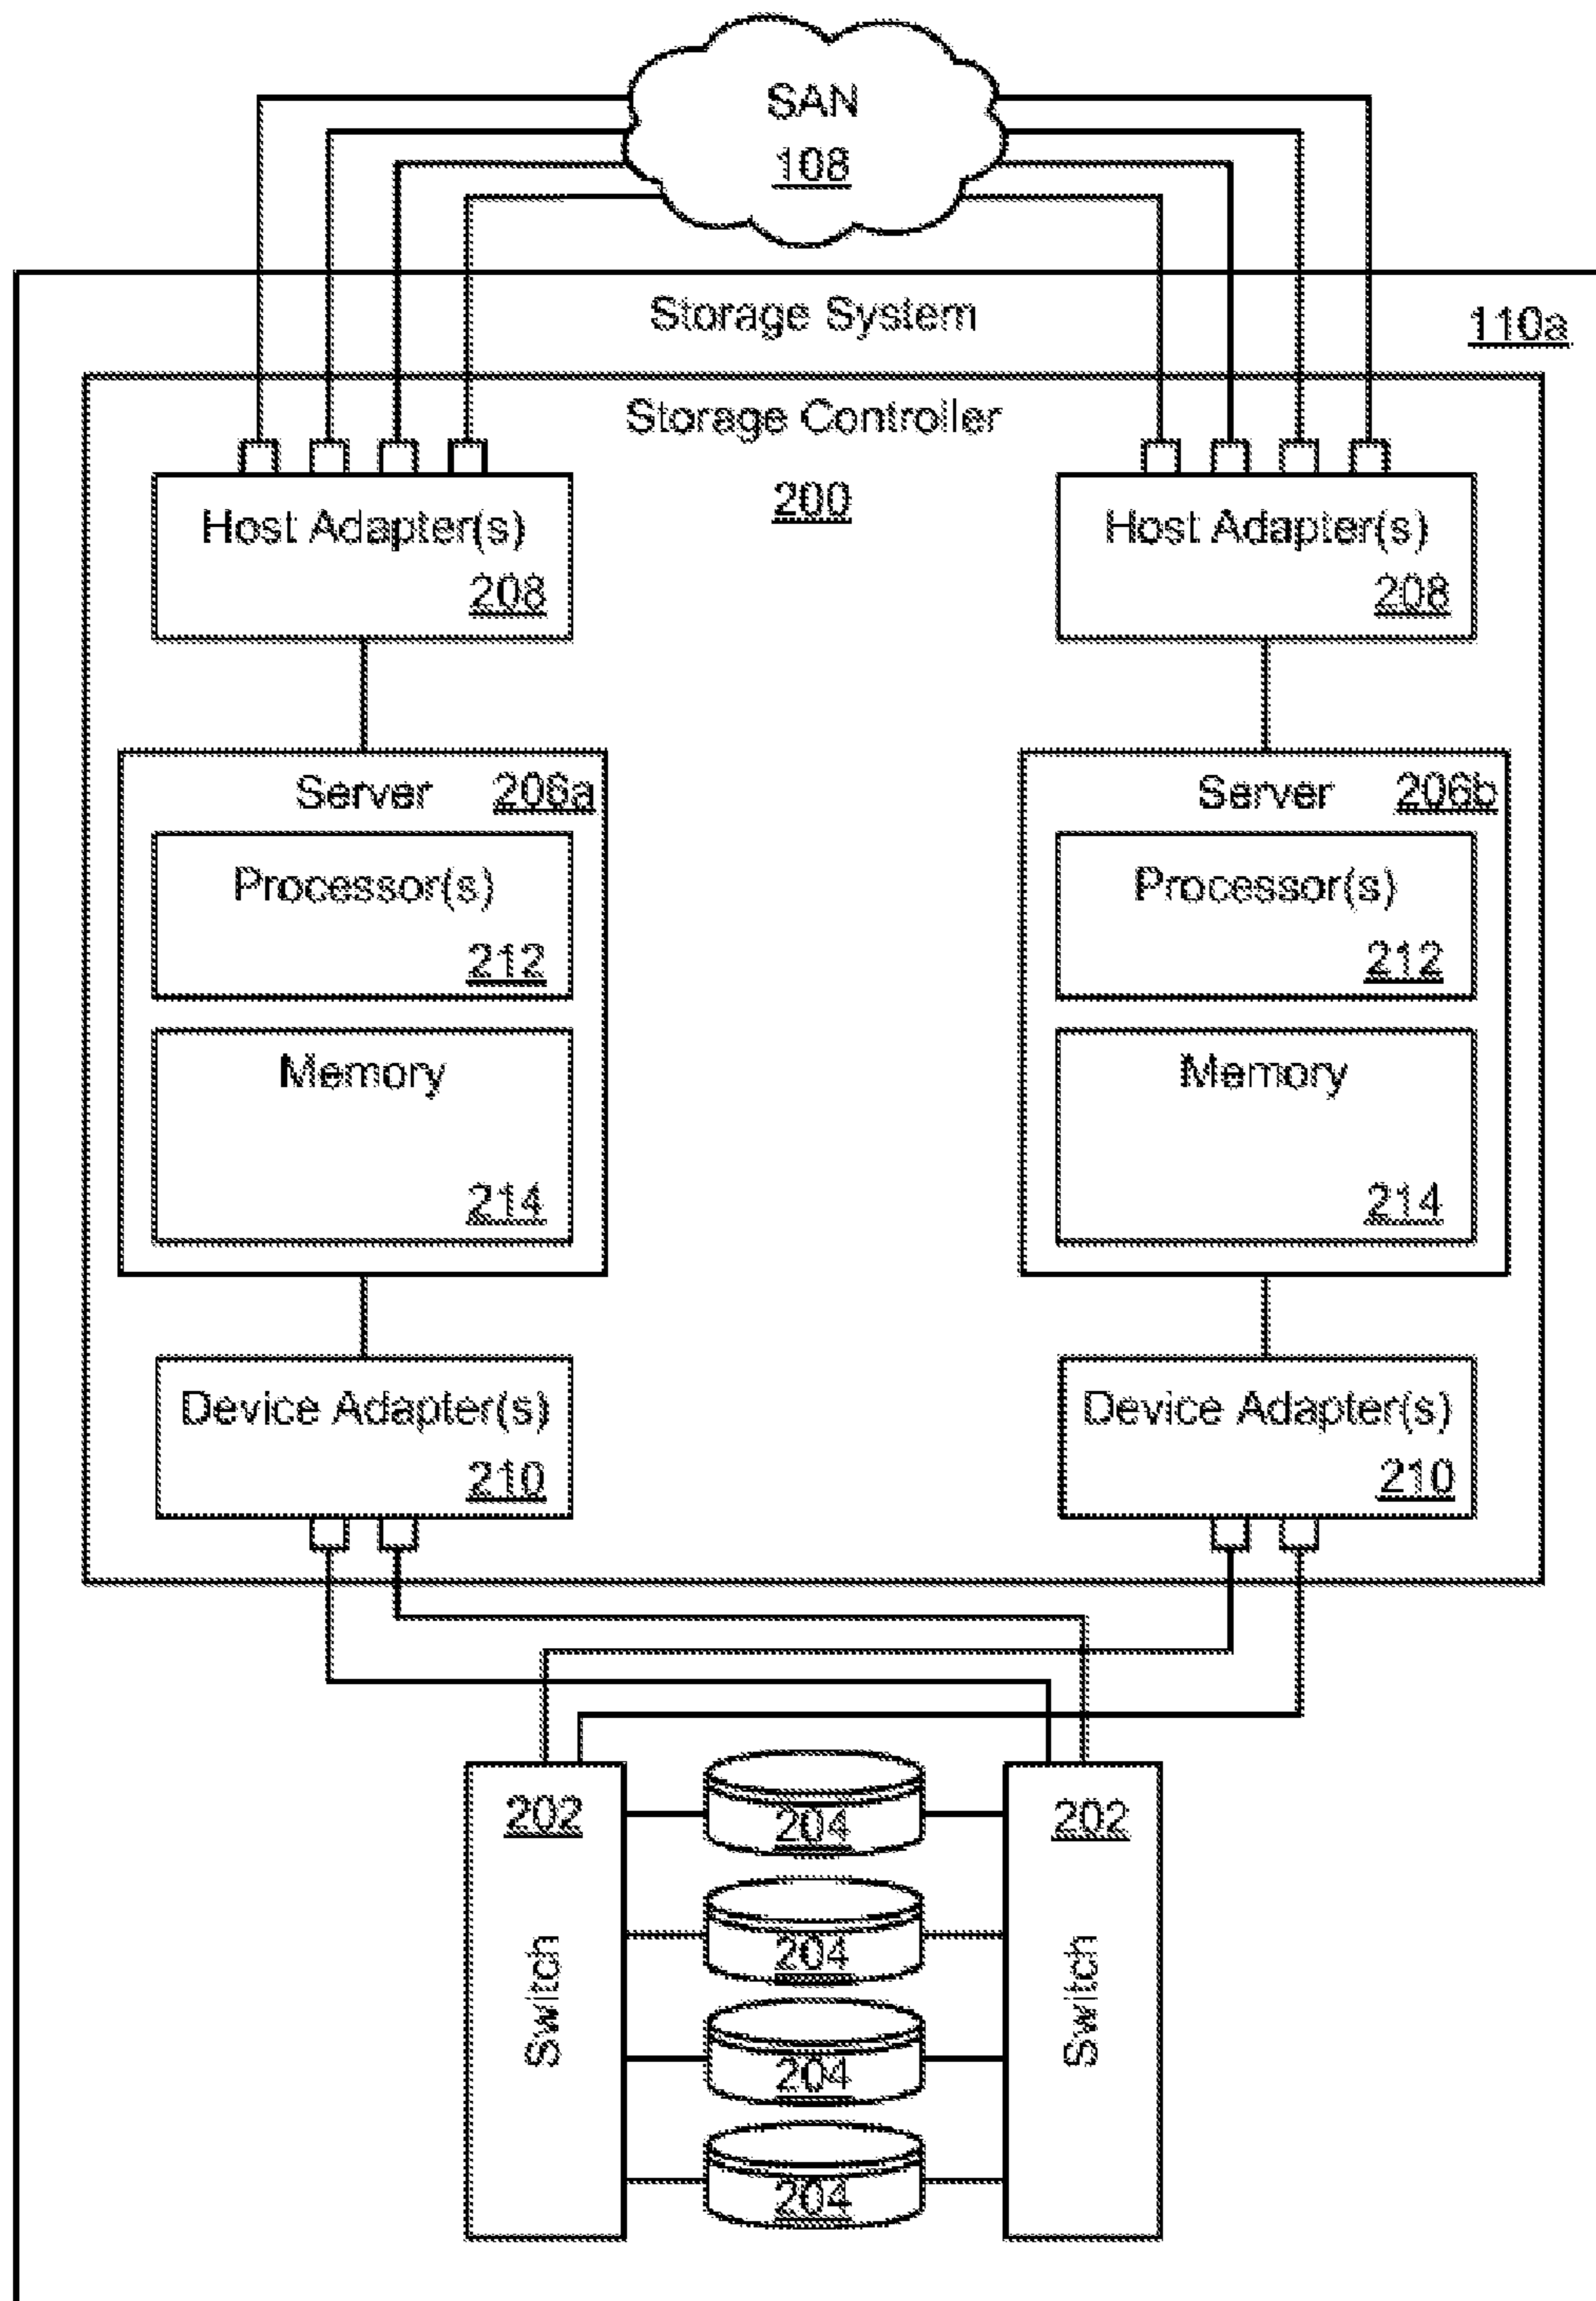 SAN
108
Storage System
110a
Storage Controller
200
Host Adapter(s)
208
Host Adapter(s)
208
Server 206a
Processor(s)
212
Memory
214
Server 206b
Processor(s)
212
Memory
214
Device Adapter(s)
210
Device Adapter(s)
210
202
Switch
204
204
204
204
202
Switch